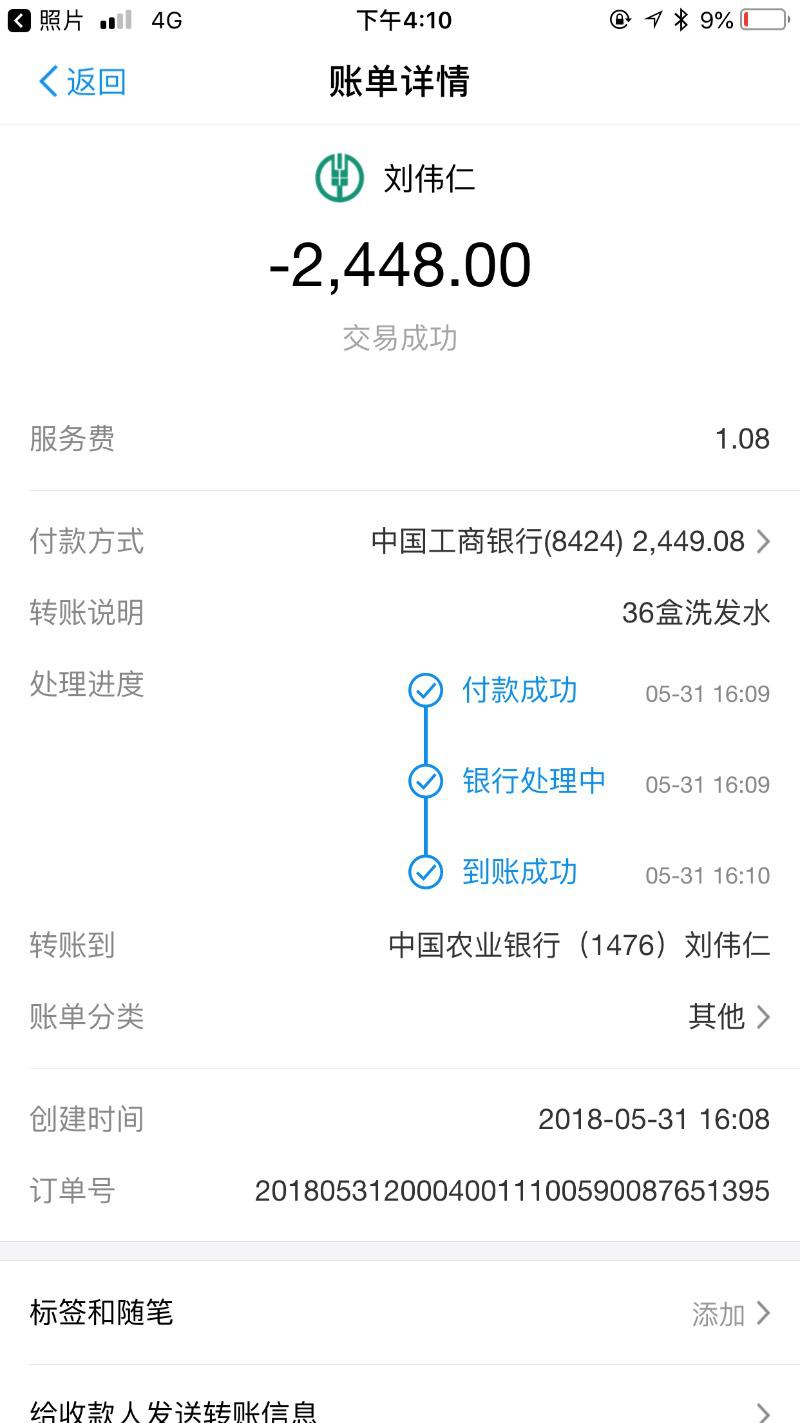 照片 4G 下午4:10 9%
返回 账单详情
刘伟仁
-2,448.00
交易成功
服务费 1.08
付款方式 中国工商银行(8424) 2,449.08
转账说明 36盒洗发水
处理进度 付款成功 05-31 16:09
银行处理中 05-31 16:09
到账成功 05-31 16:10
转账到 中国农业银行（1476）刘伟仁
账单分类 其他
创建时间 2018-05-31 16:08
订单号 20180531200040011100590087651395
标签和随笔 添加
给收款人发送转账信息